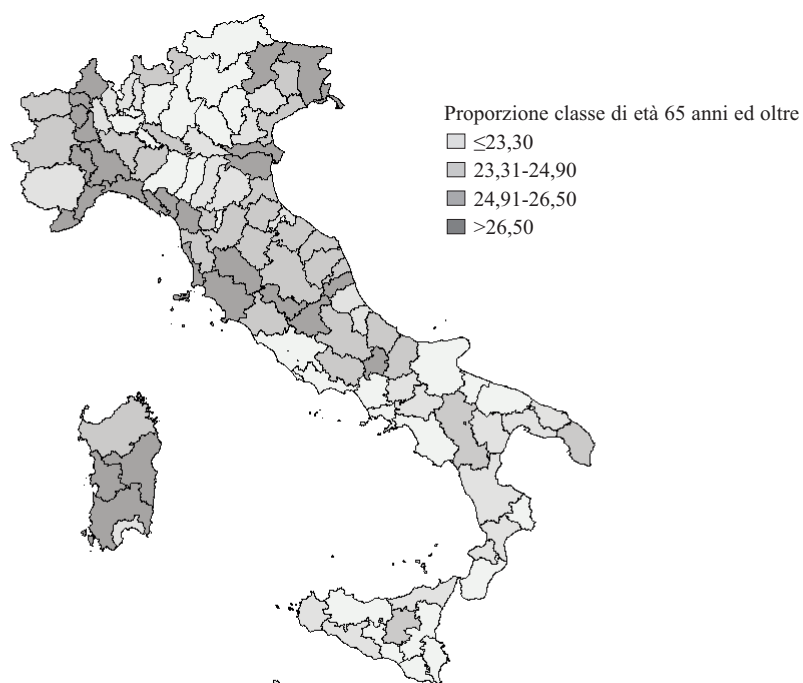 Proporzione classe di età 65 anni ed oltre
≤23,30
23,31-24,90
24,91-26,50
>26,50